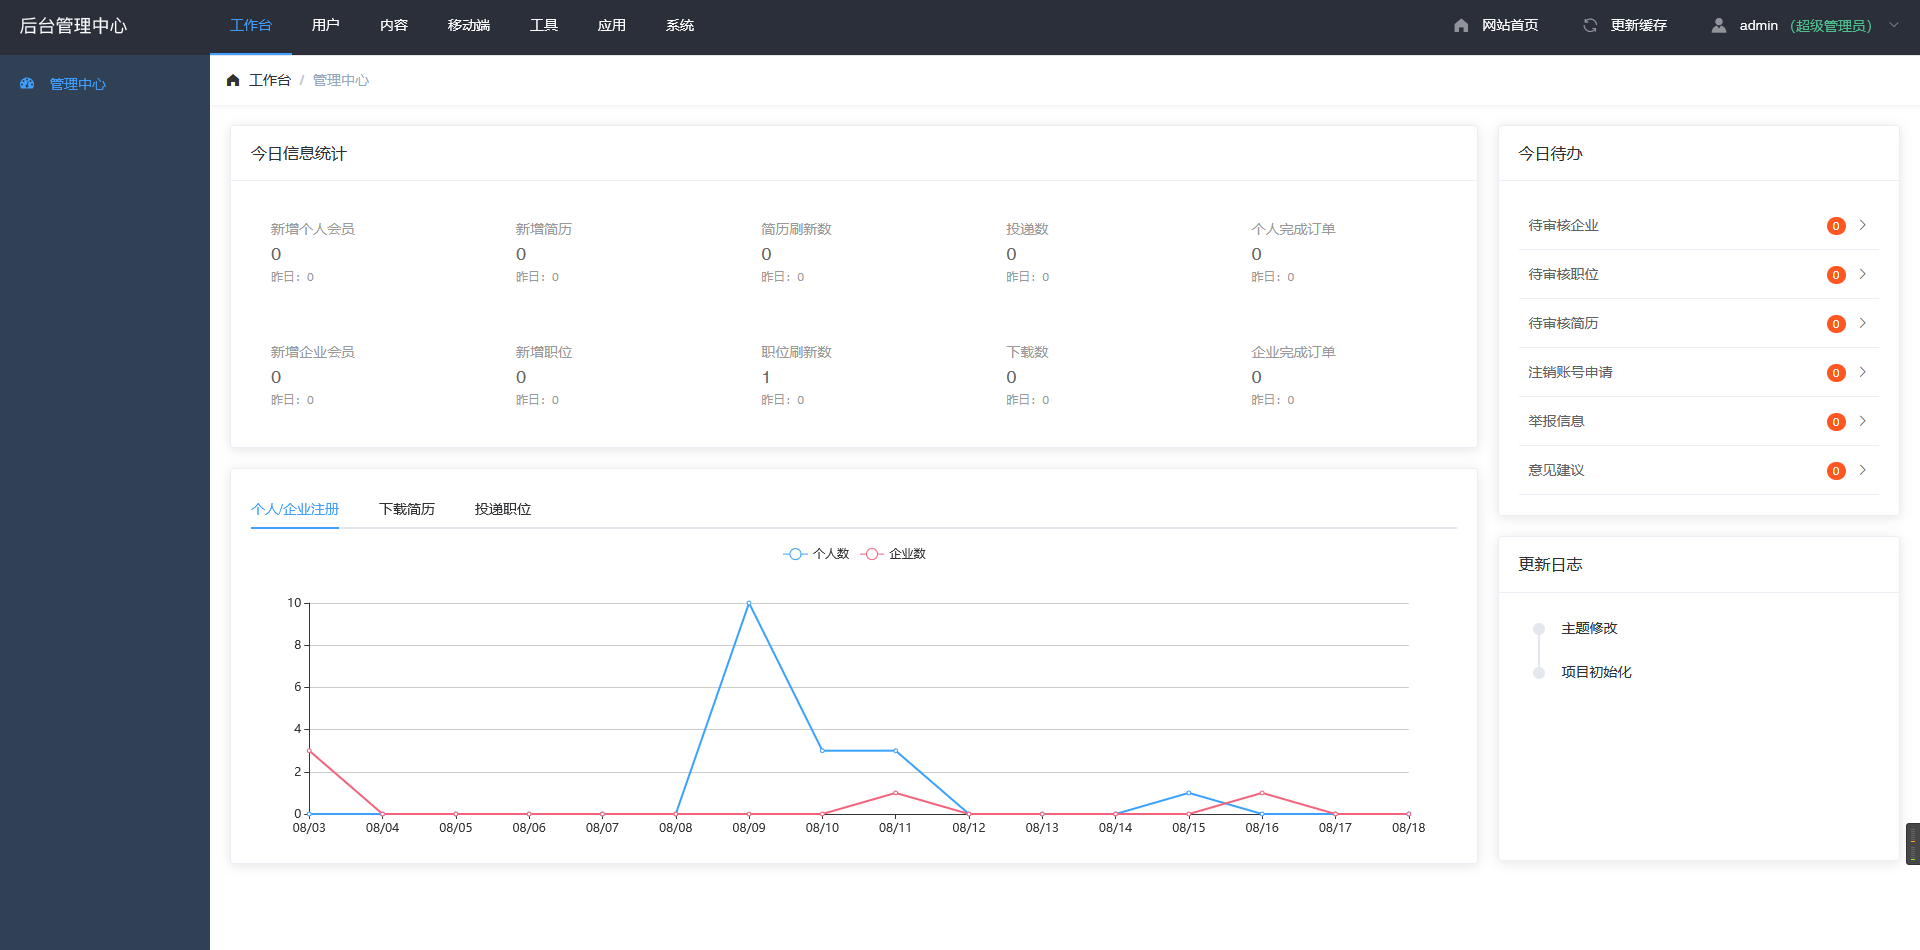 后台管理中心
工作台 用户 内容 移动端 工具 应用 系统
网站首页 更新缓存 admin (超级管理员)
管理中心
工作台 / 管理中心
今日信息统计
新增个人会员 新增简历 简历刷新数 投递数 个人完成订单
0 0 0 0 0
昨日：0 昨日：0 昨日：0 昨日：0 昨日：0
新增企业会员 新增职位 职位刷新数 下载数 企业完成订单
0 0 1 0 0
昨日：0 昨日：0 昨日：0 昨日：0 昨日：0
个人/企业注册 下载简历 投递职位
个人数 企业数
10
8
6
4
2
0
08/03 08/04 08/05 08/06 08/07 08/08 08/09 08/10 08/11 08/12 08/13 08/14 08/15 08/16 08/17 08/18
今日待办
待审核企业 0
待审核职位 0
待审核简历 0
注销账号申请 0
举报信息 0
意见建议 0
更新日志
主题修改
项目初始化